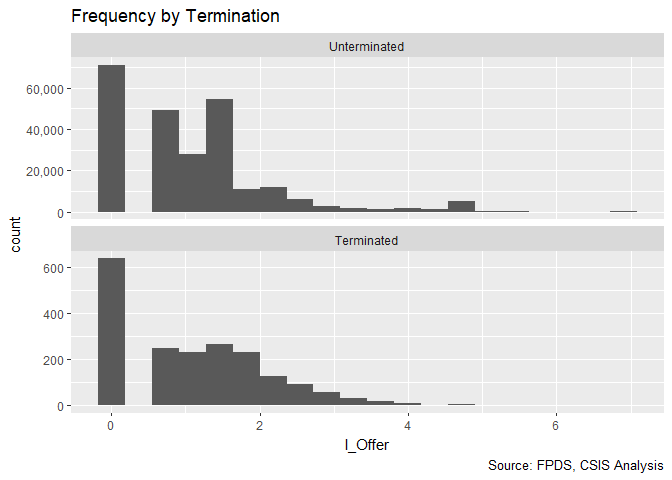 Frequency by Termination
Unterminated
60,000
40,000
20,000
0
Terminated
600
400
200
0
count
0 2 4 6
l_Offer
Source: FPDS, CSIS Analysis